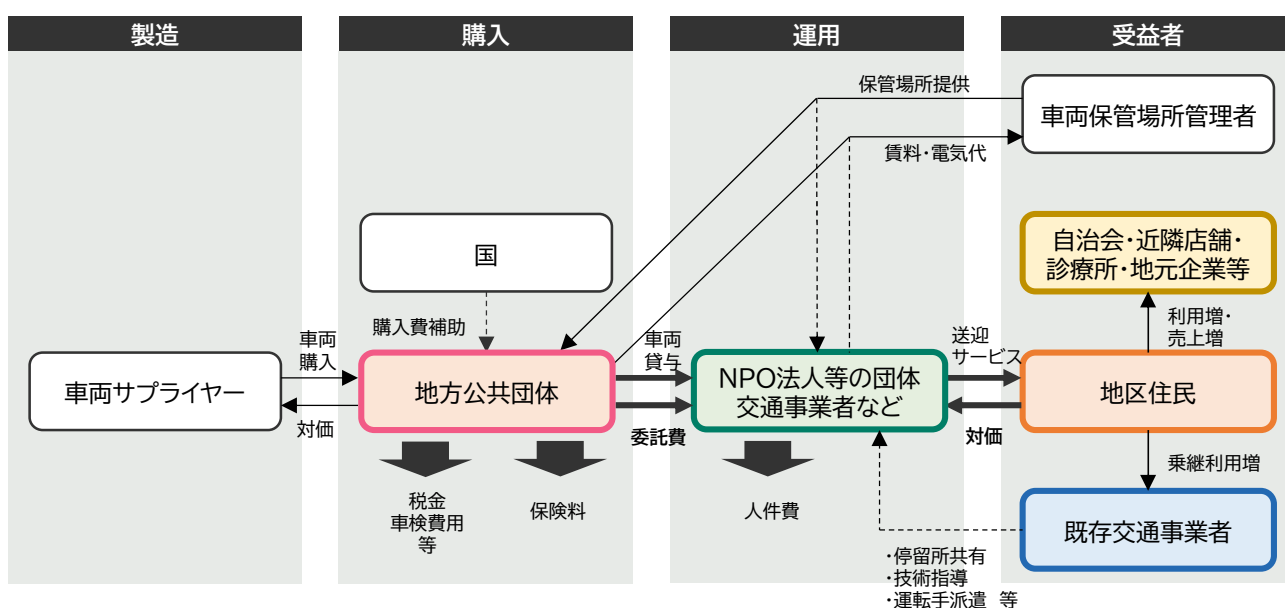 製造
購入
運用
受益者
保管場所提供
車両保管場所管理者
賃料・電気代
国
自治会・近隣店舗・
診療所・地元企業等
購入費補助
利用増・
売上増
車両
購入
車両
貸与
送迎
サービス
車両サプライヤー
地方公共団体
NPO法人等の団体
交通事業者など
地区住民
対価
委託費
対価
乗継利用増
税金
車検費用
等
保険料
人件費
既存交通事業者
・停留所共有
・技術指導
・運転手派遣 等